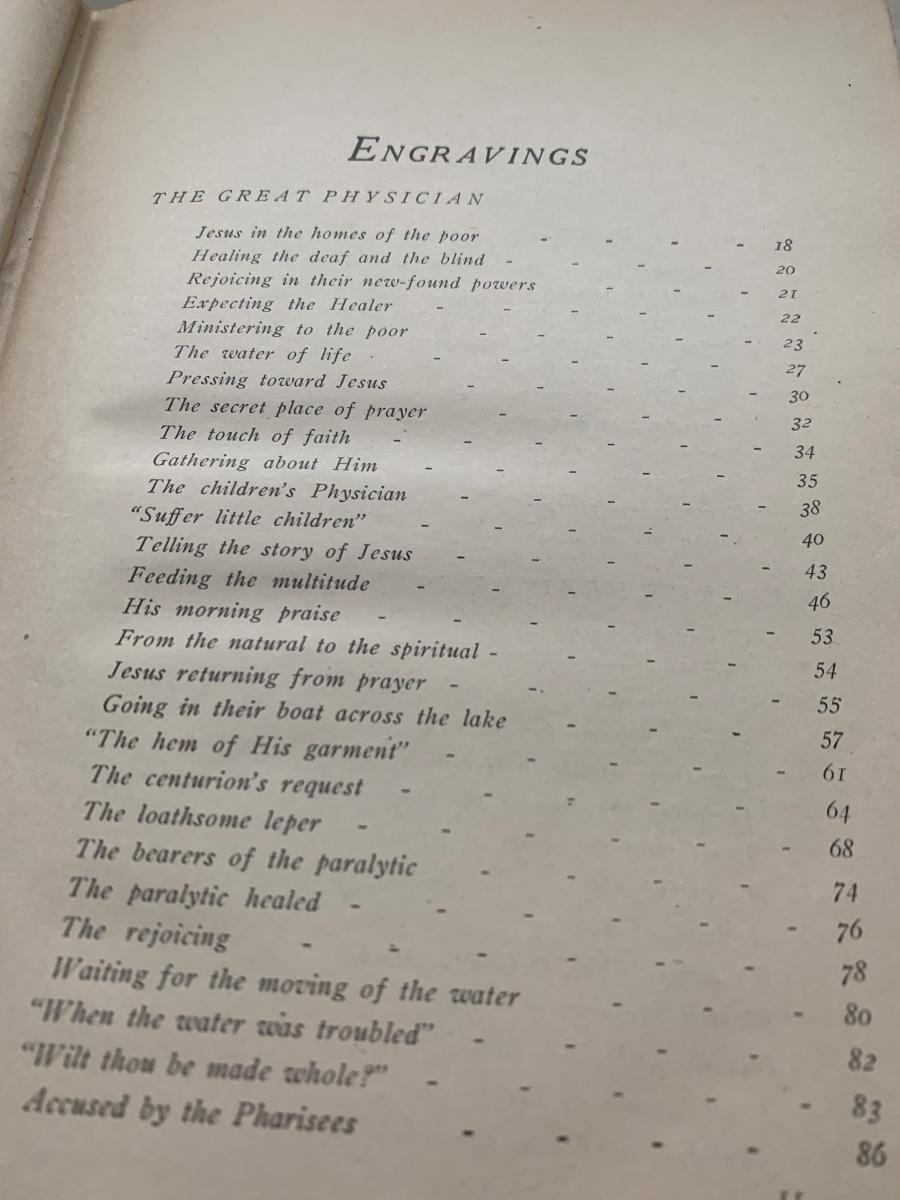 ENGRAVINGS
THE GREAT PHYSICIAN
Jesus in the homes of the poor - - - - 18
Healing the deaf and the blind - - - - 20
Rejoicing in their new-found powers - - - 21
Expecting the Healer - - - - - 22
Ministering to the poor - - - - 23
The water of life - - - - - 27
Pressing toward Jesus - - - - - 30
The secret place of prayer - - - - 32
The touch of faith - - - - - - 34
Gathering about Him - - - - - 35
The children's Physician - - - - - 38
“Suffer little children” - - - - - 40
Telling the story of Jesus - - - - - 43
Feeding the multitude - - - - - 46
His morning praise - - - - - - 53
From the natural to the spiritual - - - - 54
Jesus returning from prayer - - - - - 55
Going in their boat across the lake - - - 57
“The hem of His garment” - - - - - 61
The centurion's request - - - - - 64
The loathsome leper - - - - - - 68
The bearers of the paralytic - - - - 74
The paralytic healed - - - - - - 76
The rejoicing - - - - - - 78
Waiting for the moving of the water - - - 80
“When the water was troubled” - - - - 82
“Wilt thou be made whole?” - - - - - 83
Accused by the Pharisees - - - - 86